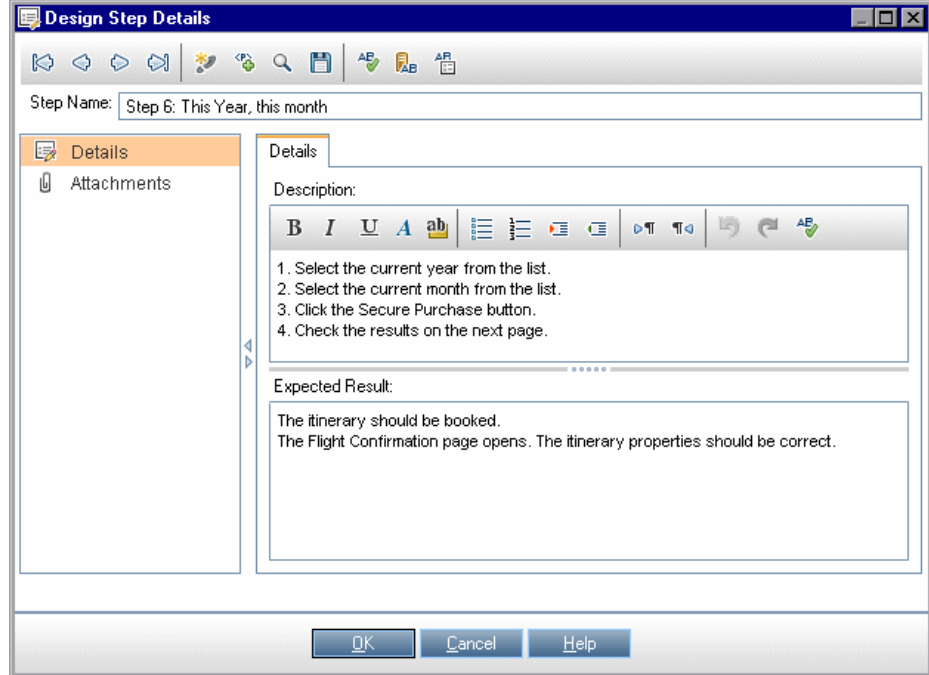 Design Step Details
Step Name: Step 6: This Year, this month
Details
Attachments
Details
Description:
B I U A ab
1. Select the current year from the list.
2. Select the current month from the list.
3. Click the Secure Purchase button.
4. Check the results on the next page.
Expected Result:
The itinerary should be booked.
The Flight Confirmation page opens. The itinerary properties should be correct.
OK Cancel Help